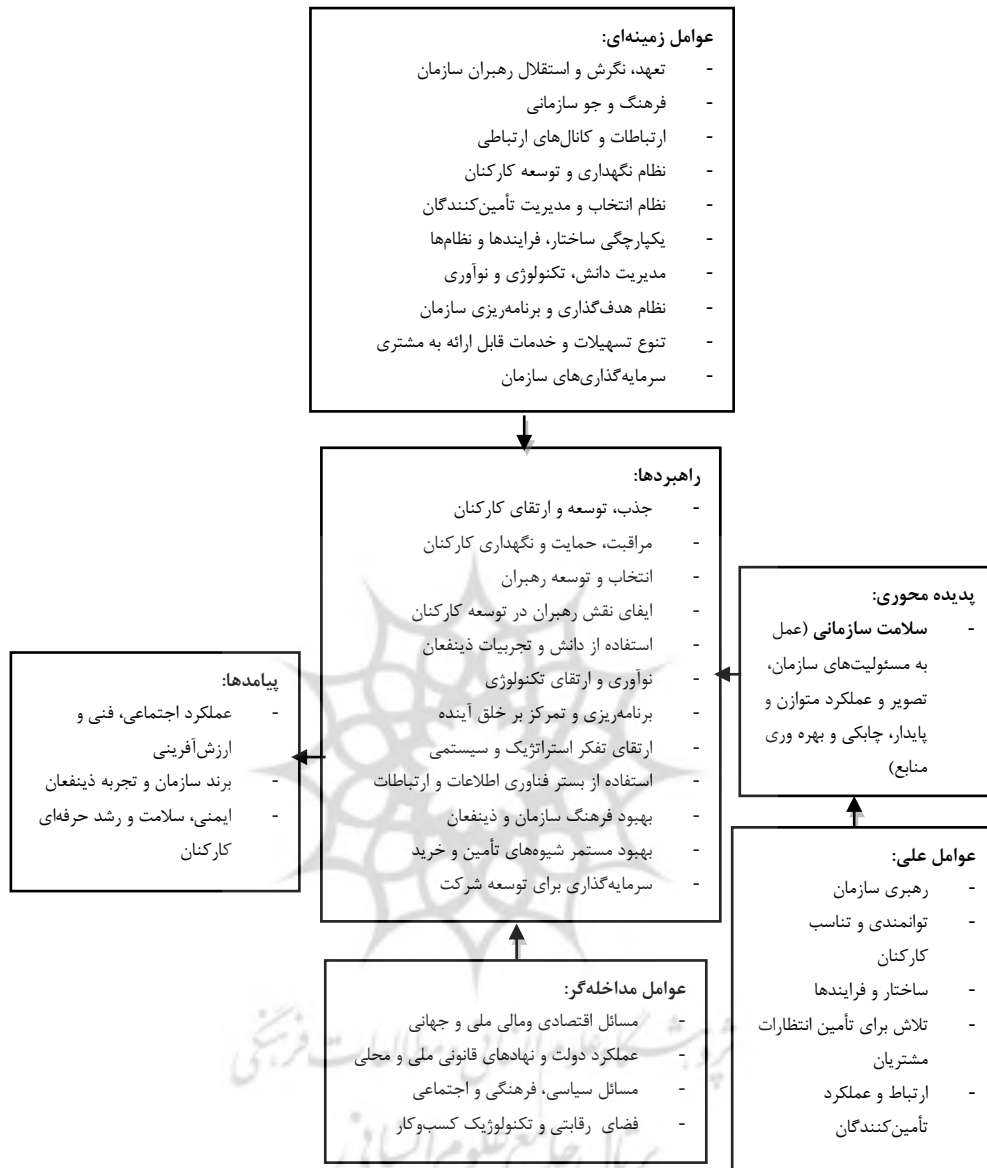 عوامل زمینه‌ای:
- تعهد، نگرش و استقلال رهبران سازمان
- فرهنگ و جو سازمانی
- ارتباطات و کانال‌های ارتباطی
- نظام نگهداری و توسعه کارکنان
- نظام انتخاب و مدیریت تأمین‌کنندگان
- یکپارچگی ساختار، فرایندها و نظام‌ها
- مدیریت دانش، تکنولوژی و نوآوری
- نظام هدف‌گذاری و برنامه‌ریزی سازمان
- تنوع تسهیلات و خدمات قابل ارائه به مشتری
- سرمایه‌گذاری‌های سازمان
راهبردها:
- جذب، توسعه و ارتقای کارکنان
- مراقبت، حمایت و نگهداری کارکنان
- انتخاب و توسعه رهبران
- ایفای نقش رهبران در توسعه کارکنان
- استفاده از دانش و تجربیات ذینفعان
- نوآوری و ارتقای تکنولوژی
- برنامه‌ریزی و تمرکز بر خلق آینده
- ارتقای تفکر استراتژیک و سیستمی
- استفاده از بستر فناوری اطلاعات و ارتباطات
- بهبود فرهنگ سازمان و ذینفعان
- بهبود مستمر شیوه‌های تأمین و خرید
- سرمایه‌گذاری برای توسعه شرکت
پدیده محوری:
- سلامت سازمانی (عمل
به مسئولیت‌های سازمان،
تصویر و عملکرد متوازن و
پایدار، چابکی و بهره وری
منابع)
پیامدها:
- عملکرد اجتماعی، فنی و
ارزش‌آفرینی
- برند سازمان و تجربه ذینفعان
- ایمنی، سلامت و رشد حرفه‌ای
کارکنان
عوامل علی:
- رهبری سازمان
- توانمندی و تناسب
کارکنان
- ساختار و فرایندها
- تلاش برای تأمین انتظارات
مشتریان
- ارتباط و عملکرد
تأمین‌کنندگان
عوامل مداخله‌گر:
- مسائل اقتصادی ومالی ملی و جهانی
- عملکرد دولت و نهادهای قانونی ملی و محلی
- مسائل سیاسی، فرهنگی و اجتماعی
- فضای رقابتی و تکنولوژیک کسب‌وکار
پژوهشگاه علوم انسانی و مطالعات فرهنگی
پرتال جامع علوم انسانی